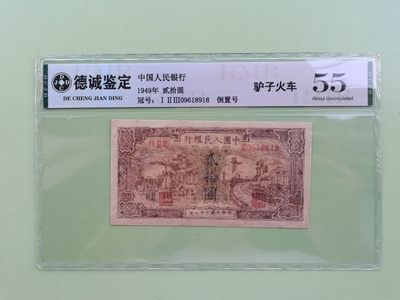 德诚鉴定
DE CHENG JIAN DING
中国人民银行
1949年 贰拾圆
冠号：ⅠⅡⅢ09618918 倒置号
驴子火车
55
About Uncirculated
行銀民人國中
09618918
貳拾圓